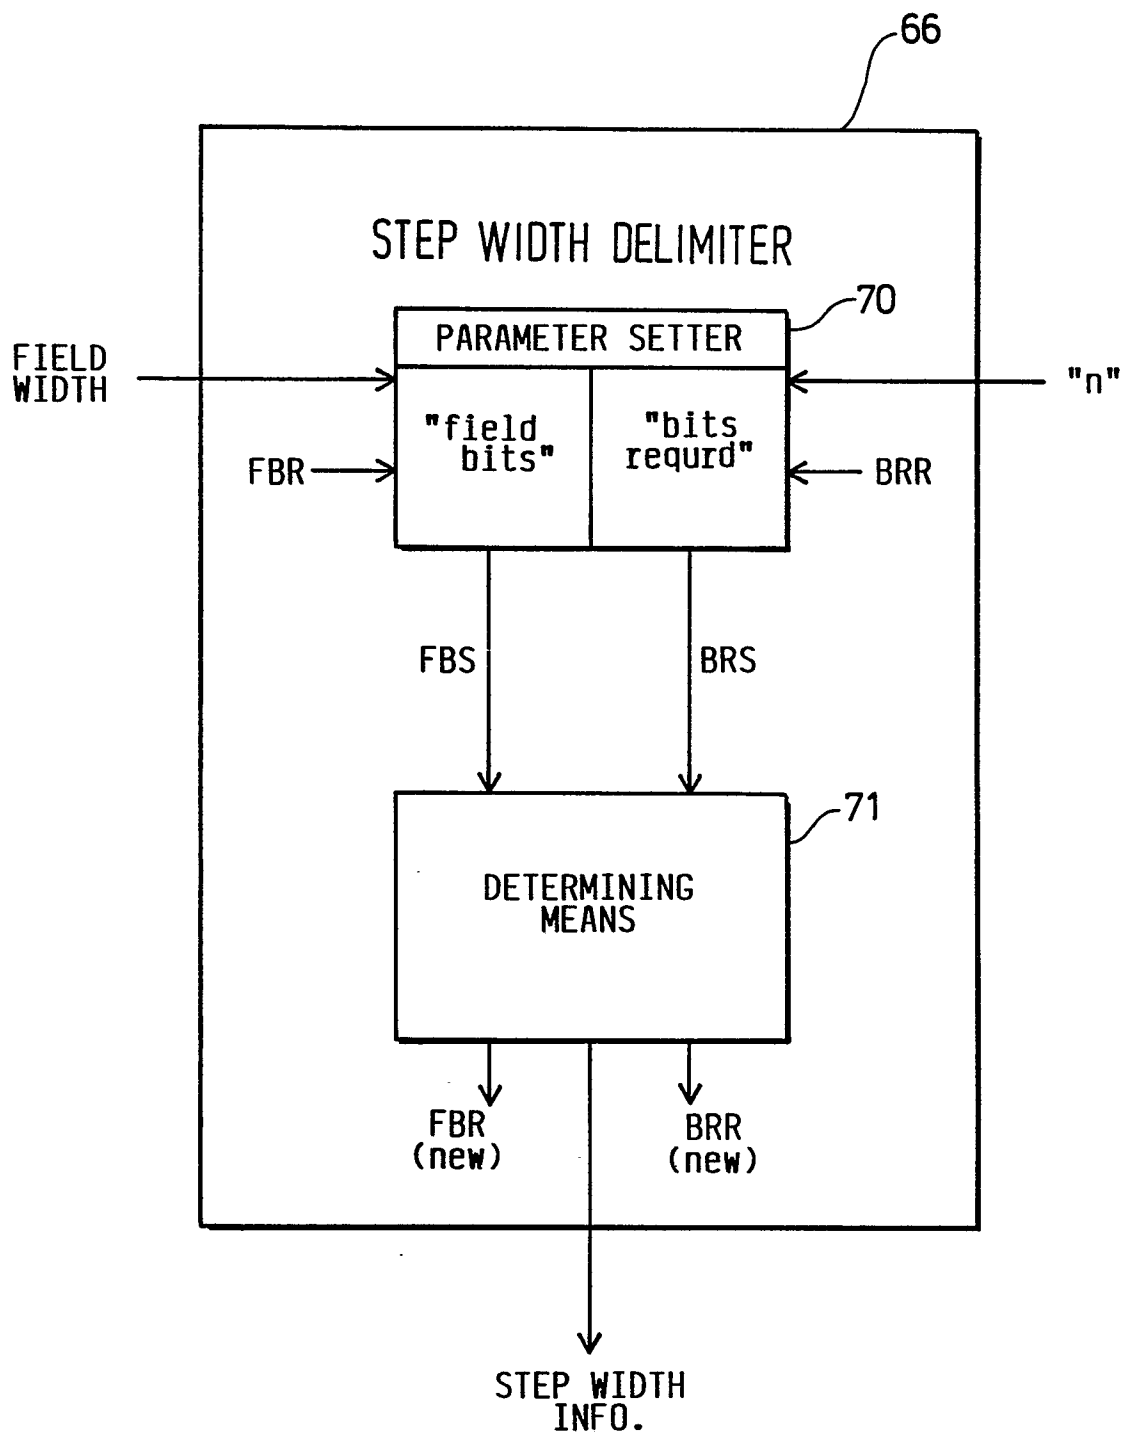 66
STEP WIDTH DELIMITER
70
PARAMETER SETTER
FIELD
WIDTH
"n"
"field
bits"
"bits
requrd"
FBR
BRR
FBS
BRS
71
DETERMINING
MEANS
FBR
(new)
BRR
(new)
STEP WIDTH
INFO.